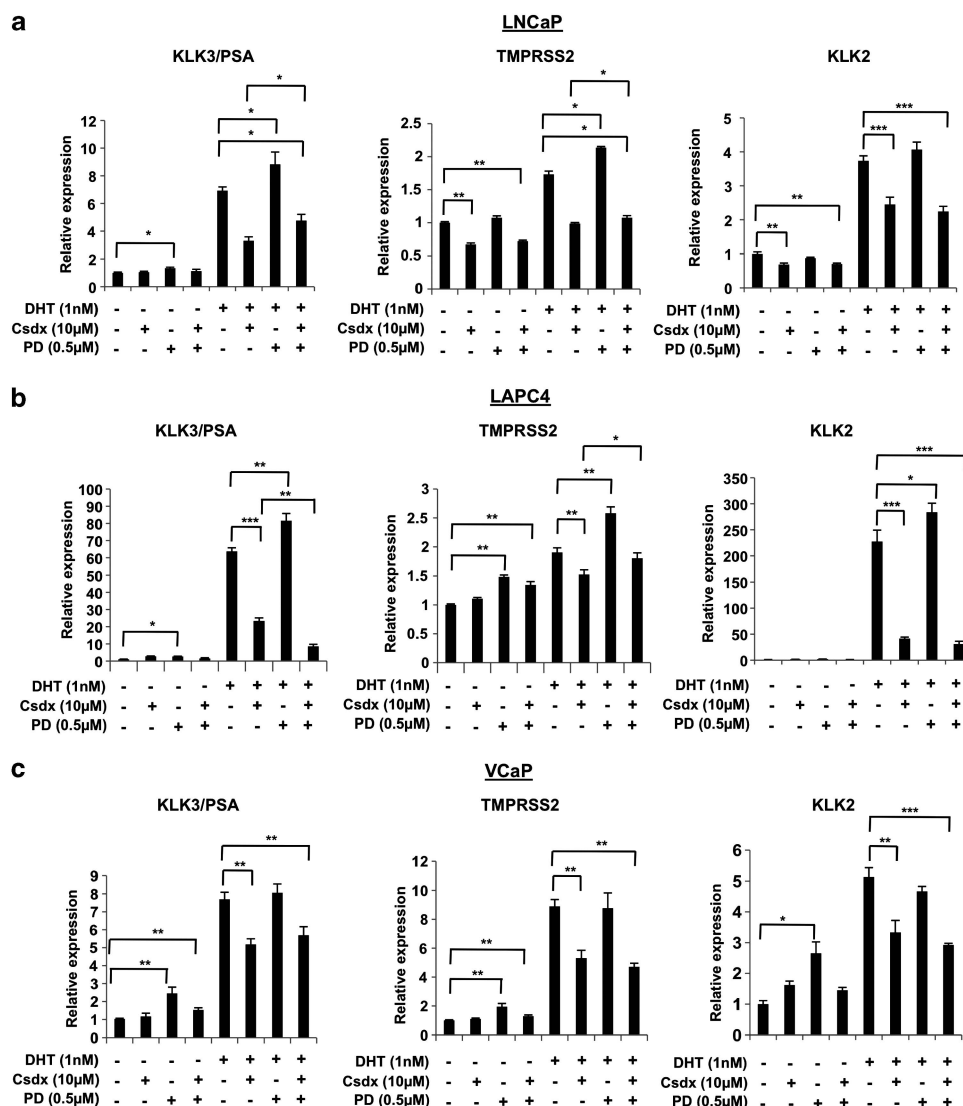 a
LNCaP
KLK3/PSA
TMPRSS2
KLK2
Relative expression
12
10
8
6
4
2
0
*
*
*
*
Relative expression
2.5
2
1.5
1
0.5
0
**
**
*
*
*
Relative expression
5
4
3
2
1
0
**
**
***
***
DHT (1nM) - - - - + + + +
Csdx (10µM) - + - - + - + - +
PD (0.5µM) - - + + - - + +
DHT (1nM) - - - - + + + +
Csdx (10µM) - + - + - + - +
PD (0.5µM) - - + + - - + +
DHT (1nM) - - - - + + + +
Csdx (10µM) - + - + - + - +
PD (0.5µM) - - + + - - + +
b
LAPC4
KLK3/PSA
TMPRSS2
KLK2
Relative expression
100
90
80
70
60
50
40
30
20
10
0
*
***
**
**
Relative expression
3
2.5
2
1.5
1
0.5
0
**
**
**
**
*
Relative expression
350
300
250
200
150
100
50
0
***
*
***
DHT (1nM) - - - - + + + +
Csdx (10µM) - + - + - + - +
PD (0.5µM) - - + + - - + +
DHT (1nM) - - - - + + + +
Csdx (10µM) - + - + - + - +
PD (0.5µM) - - + + - - + +
DHT (1nM) - - - - + + + +
Csdx (10µM) - + - + - + - +
PD (0.5µM) - - + + - - + +
c
VCaP
KLK3/PSA
TMPRSS2
KLK2
Relative expression
9
8
7
6
5
4
3
2
1
0
**
**
**
**
Relative expression
12
10
8
6
4
2
0
**
**
**
**
Relative expression
6
5
4
3
2
1
0
*
**
***
DHT (1nM) - - - - + + + +
Csdx (10µM) - + - + - + - +
PD (0.5µM) - - + + - - + +
DHT (1nM) - - - - + + + +
Csdx (10µM) - + - + - + - +
PD (0.5µM) - - + + - - + +
DHT (1nM) - - - - + + + +
Csdx (10µM) - + - + - + - +
PD (0.5µM) - - + + - - + +